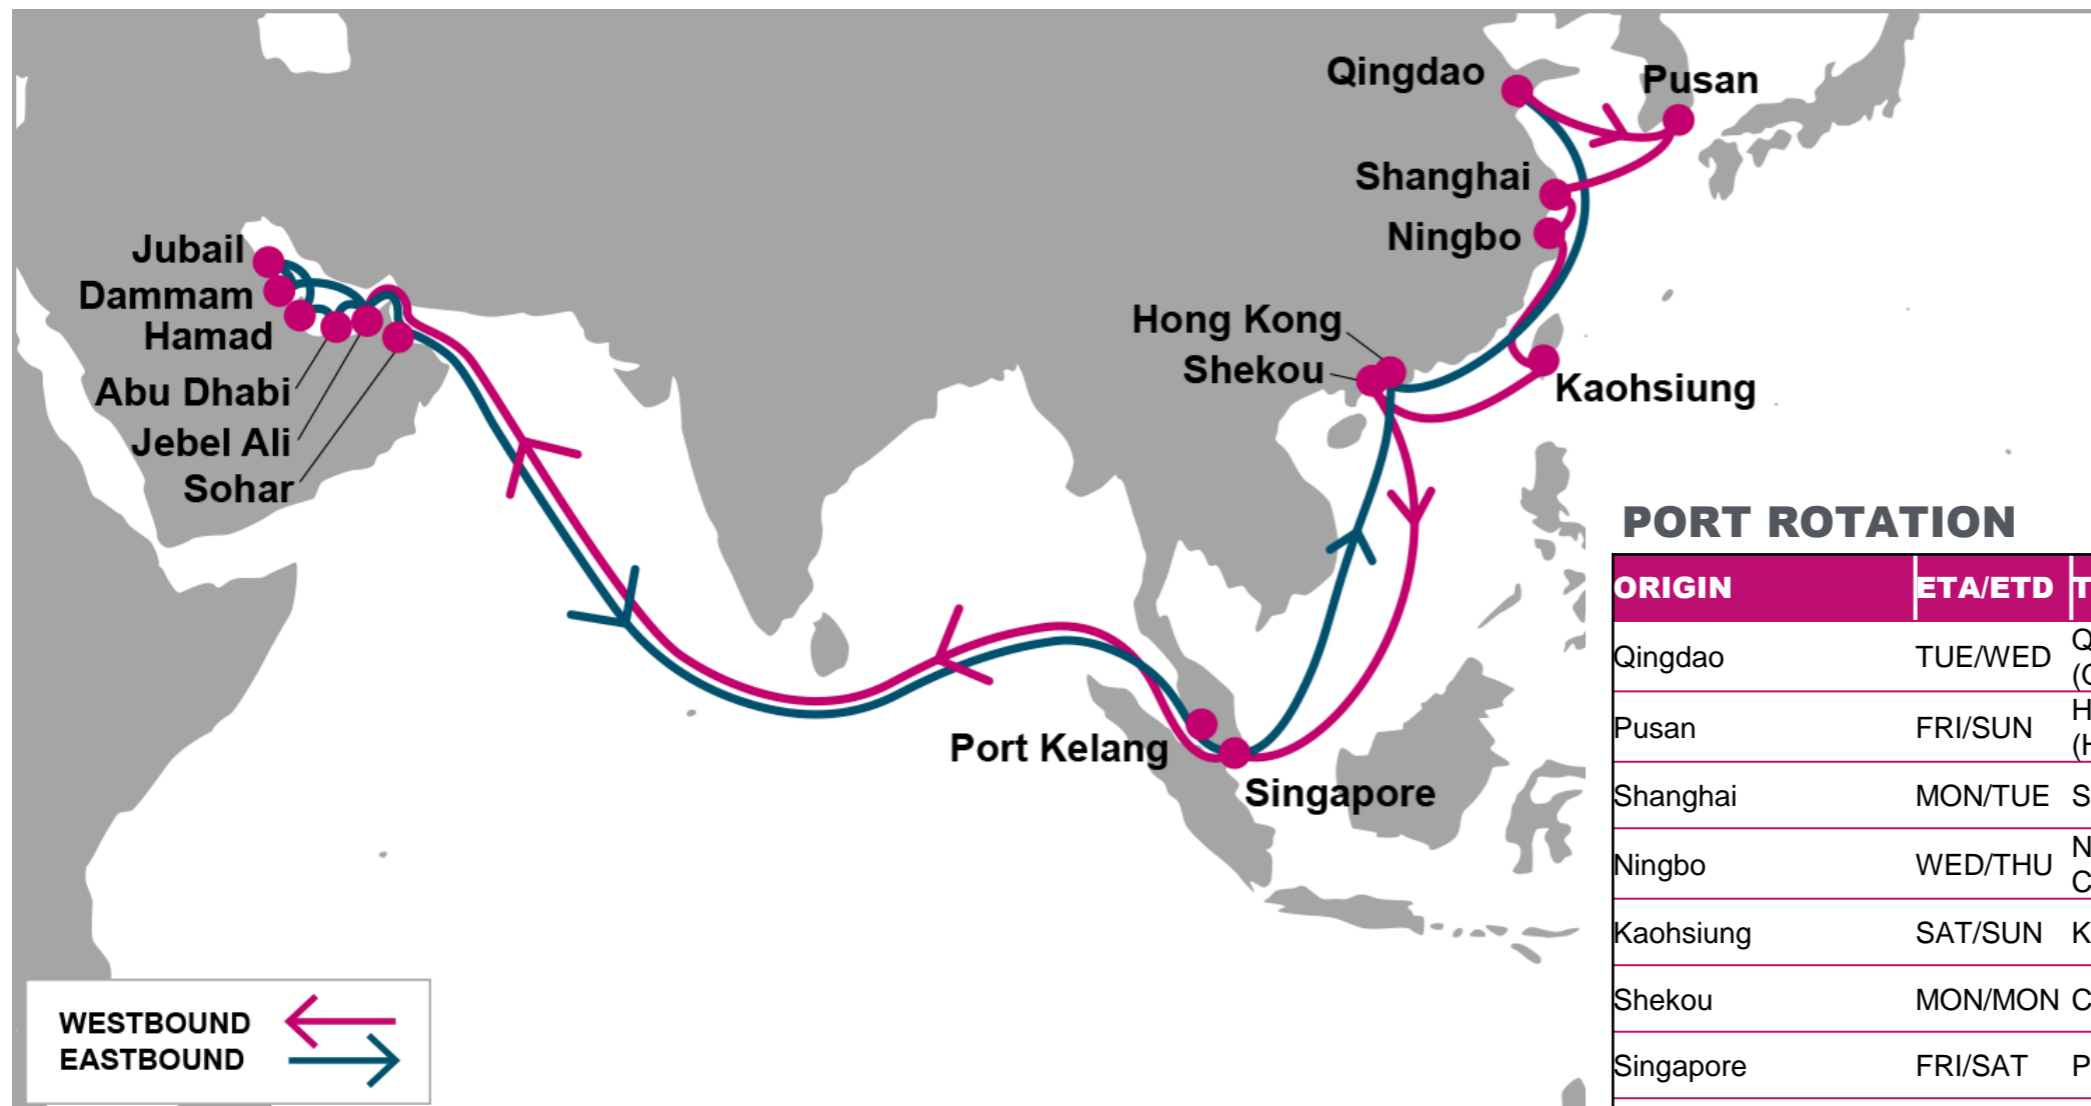 Qingdao
Pusan
Shanghai
Ningbo
Jubail
Dammam
Hamad
Abu Dhabi
Jebel Ali
Sohar
Hong Kong
Shekou
Kaohsiung
Port Kelang
Singapore
WESTBOUND
EASTBOUND
PORT ROTATION
ORIGIN ETA/ETD
Qingdao TUE/WED
Pusan FRI/SUN
Shanghai MON/TUE
Ningbo WED/THU
Kaohsiung SAT/SUN
Shekou MON/MON
Singapore FRI/SAT